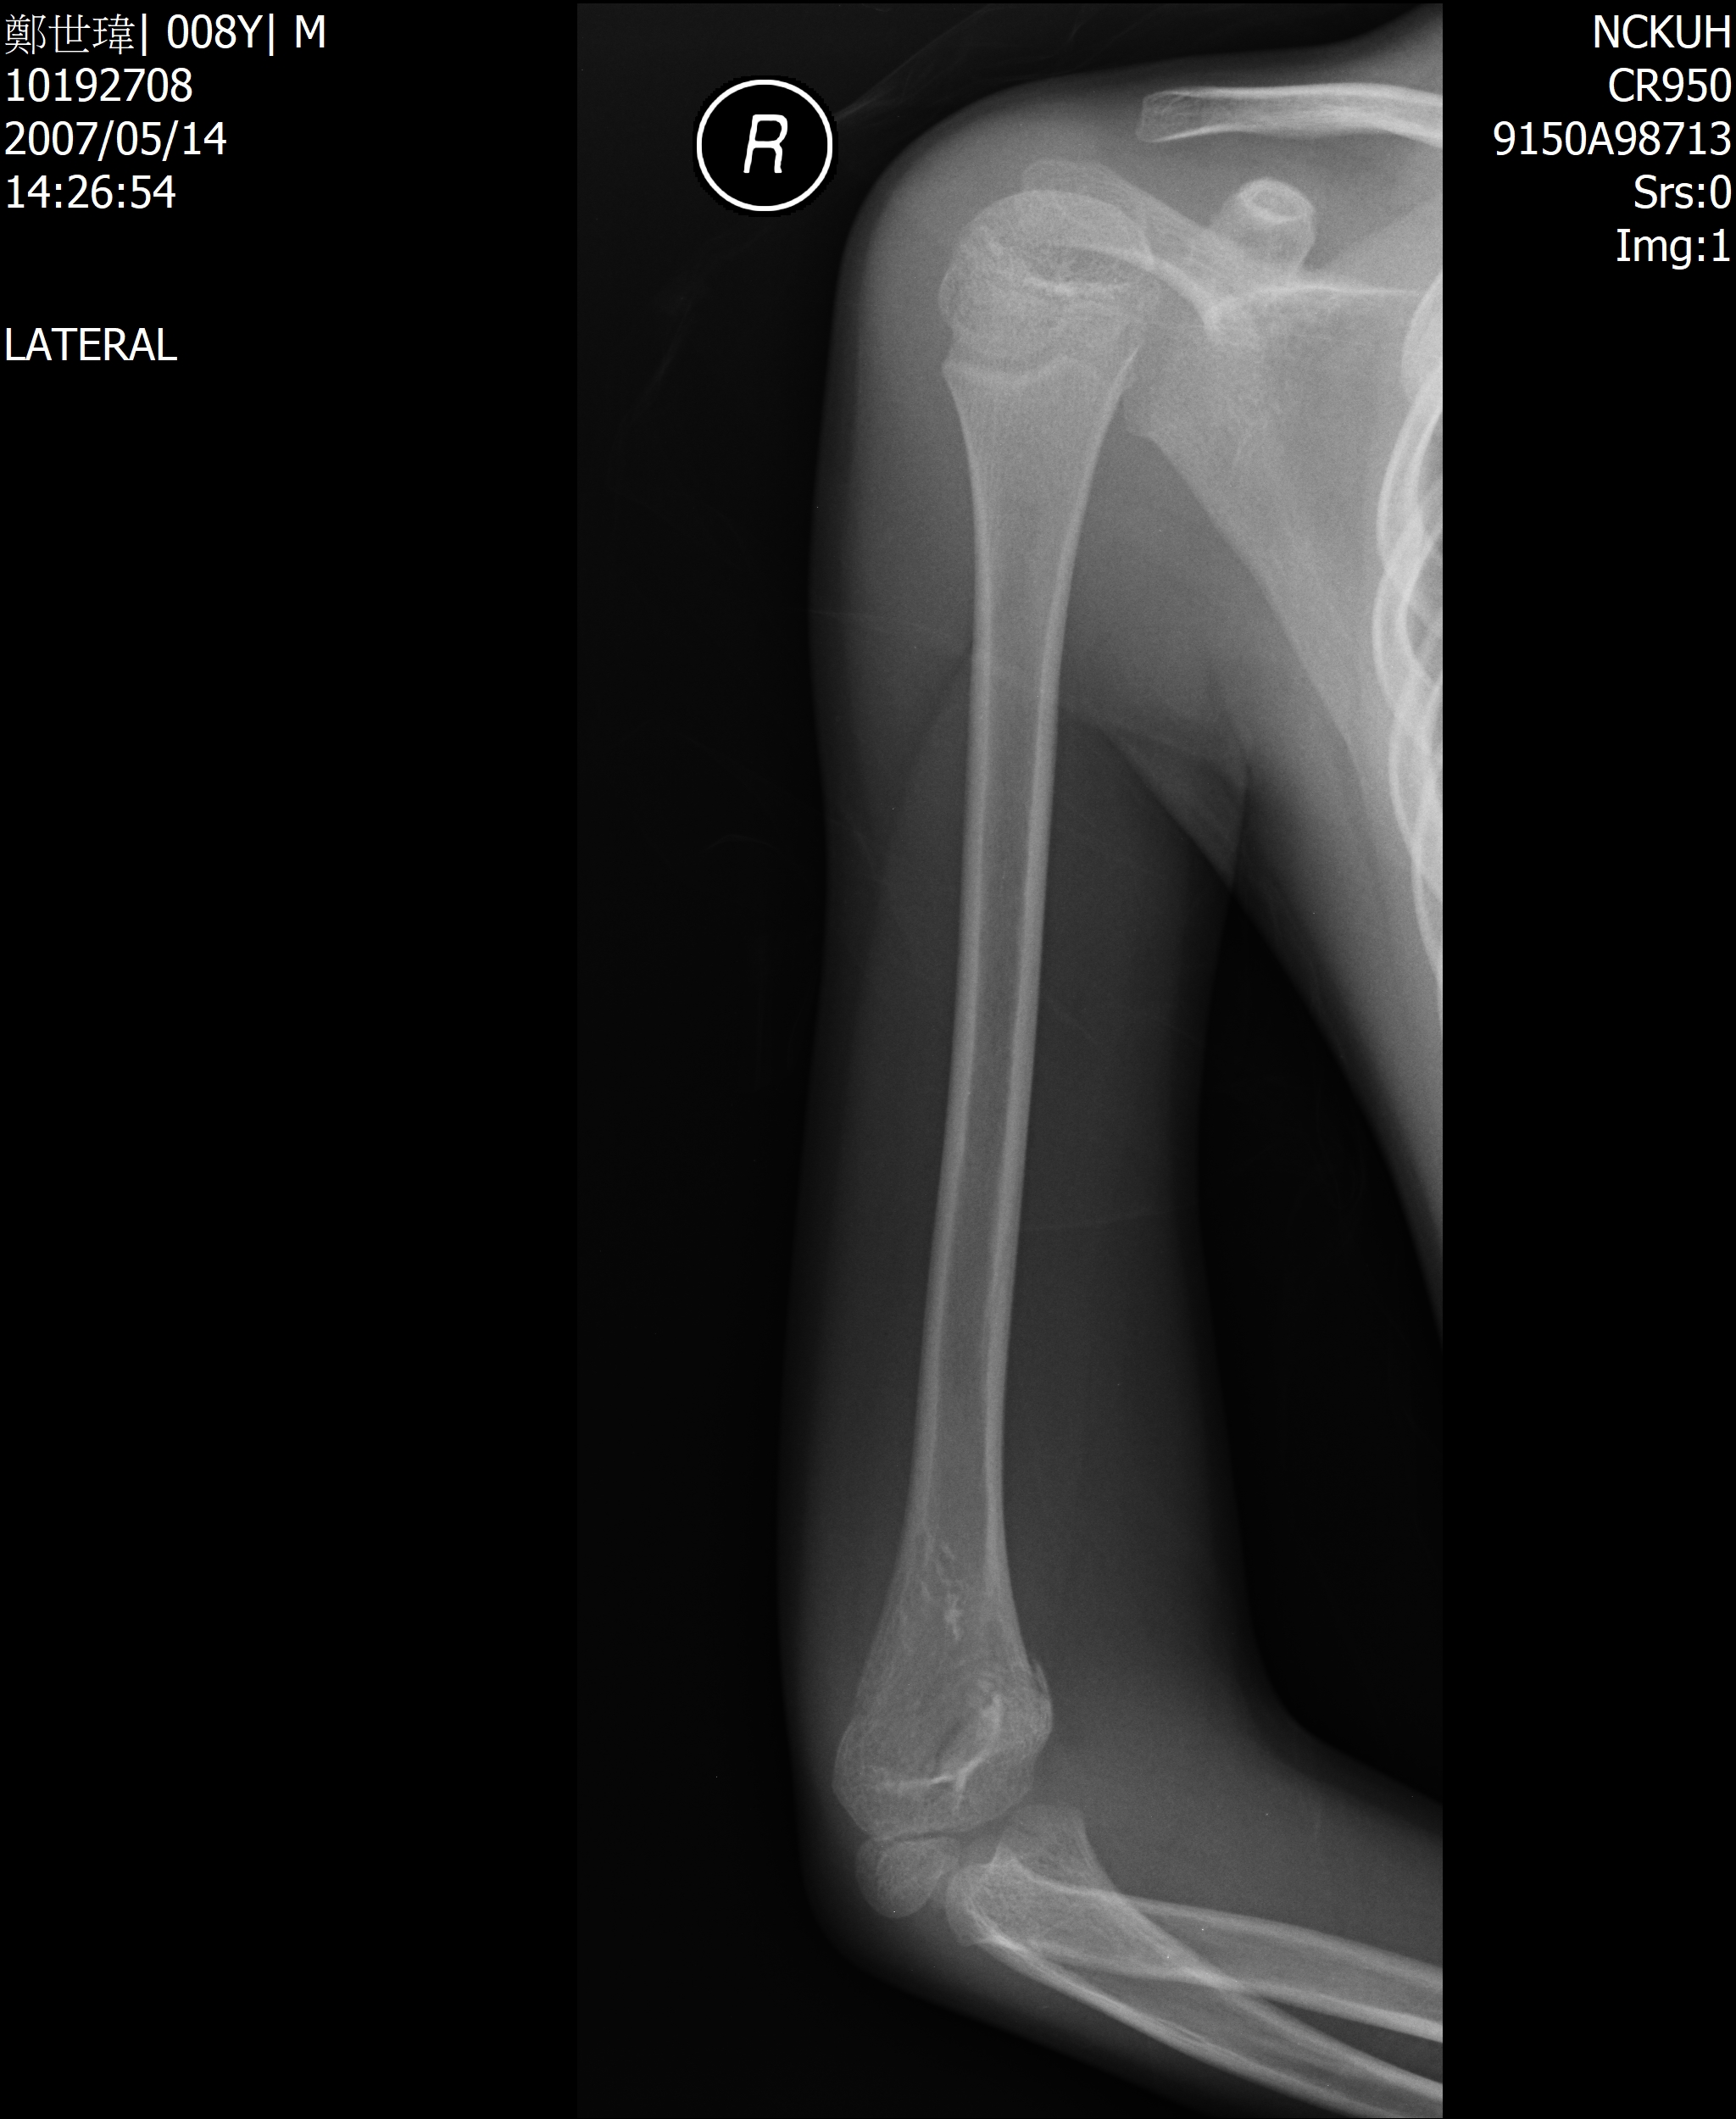 鄭世瑋| 008Y| M
10192708
2007/05/14
14:26:54
LATERAL
R
NCKUH
CR950
9150A98713
Srs:0
Img:1